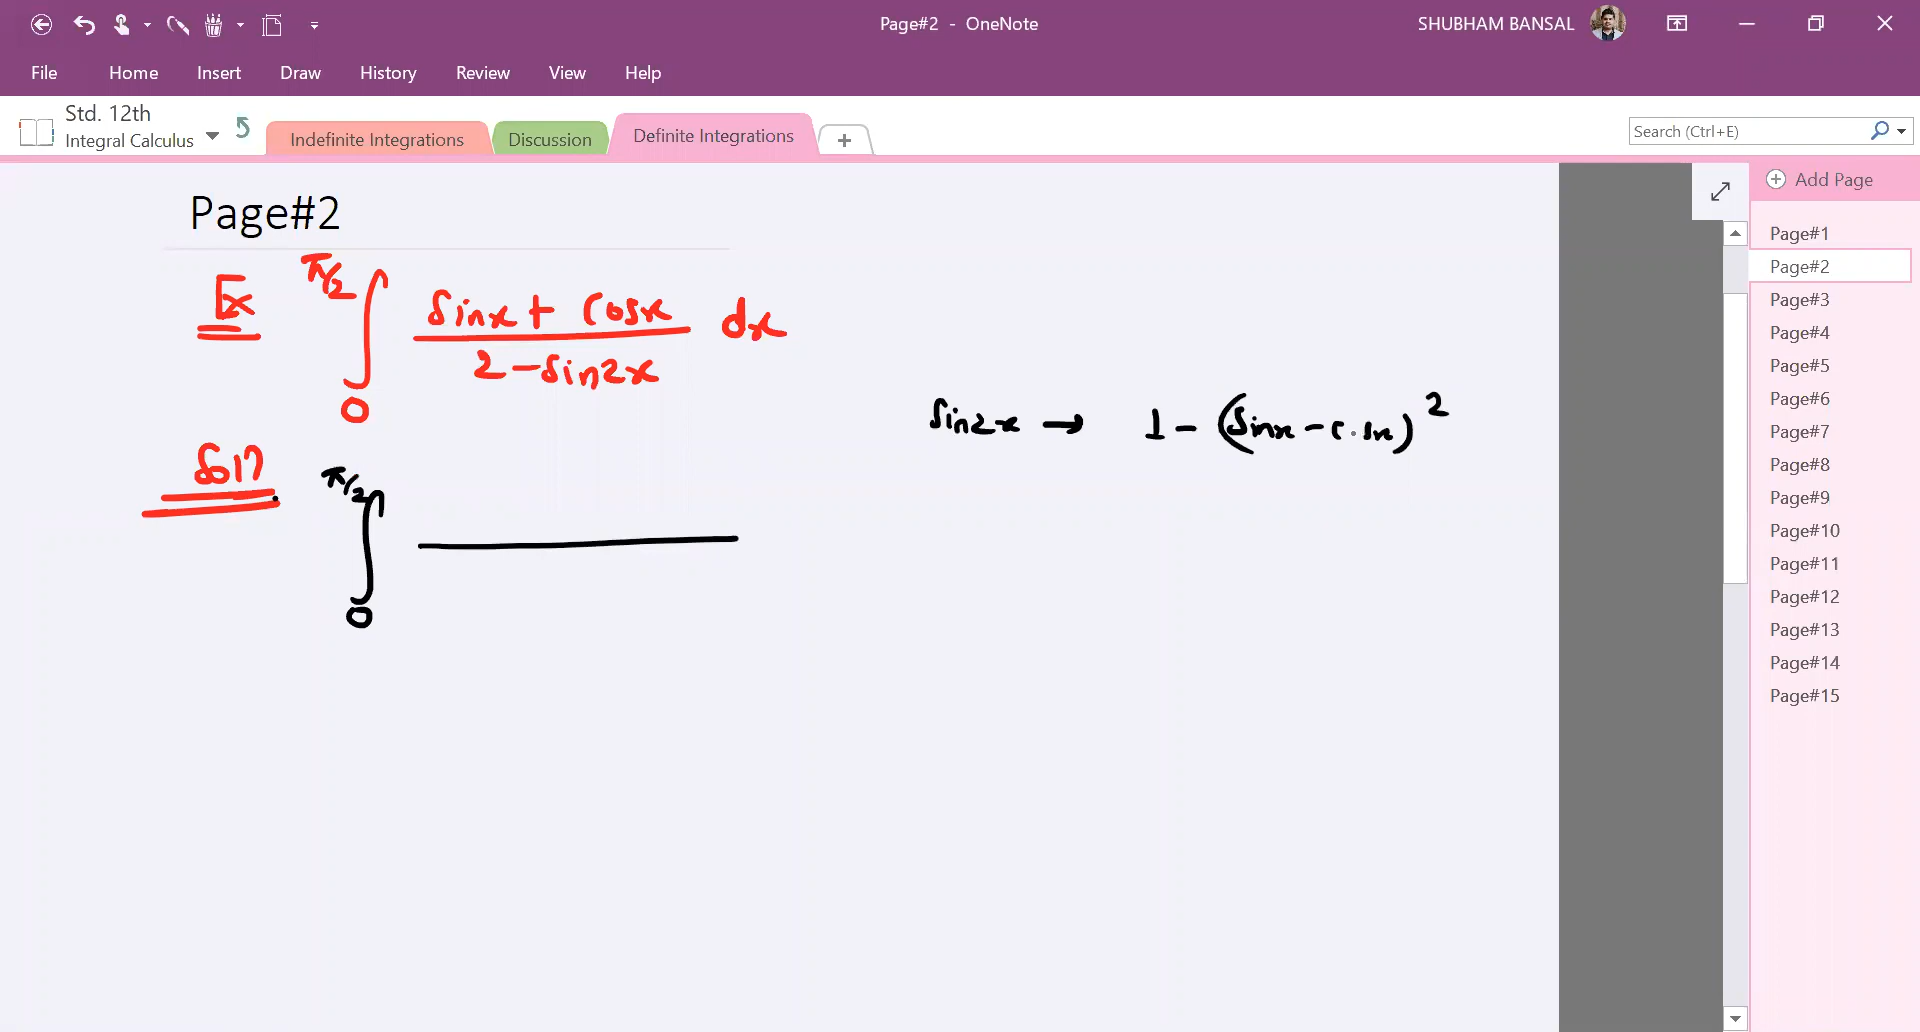 Page#2 - OneNote
SHUBHAM BANSAL
File Home Insert Draw History Review View Help
Std. 12th
Integral Calculus
Indefinite Integrations
Discussion
Definite Integrations
+
Search (Ctrl+E)
Add Page
Page#1
Page#2
Page#3
Page#4
Page#5
Page#6
Page#7
Page#8
Page#9
Page#10
Page#11
Page#12
Page#13
Page#14
Page#15
Page#2
Ex π/2 ∫ 0 sinx + cosx / 2 - sin2x dx
sin2x → 1 - (sinx - cosx)²
Soln
π/2 ∫ 0